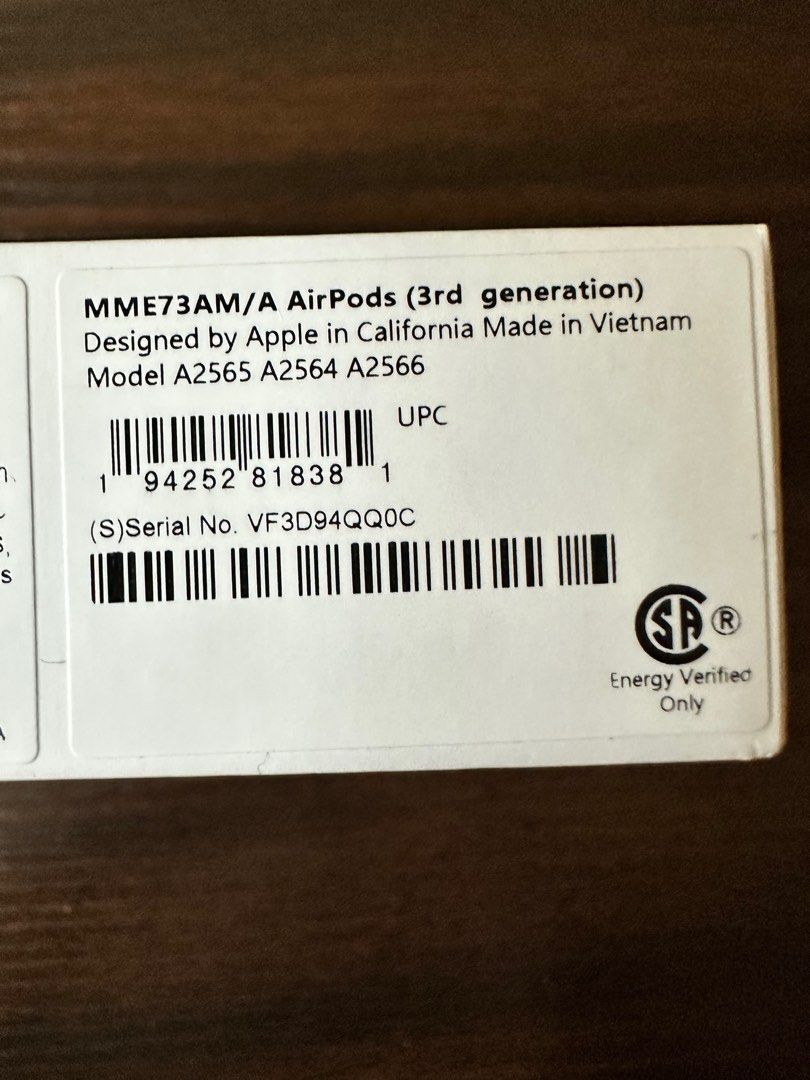 MME73AM/A AirPods (3rd generation)
Designed by Apple in California Made in Vietnam
Model A2565 A2564 A2566
UPC
1 94252 81838 1
(S)Serial No. VF3D94QQ0C
SA ®
Energy Verified
Only